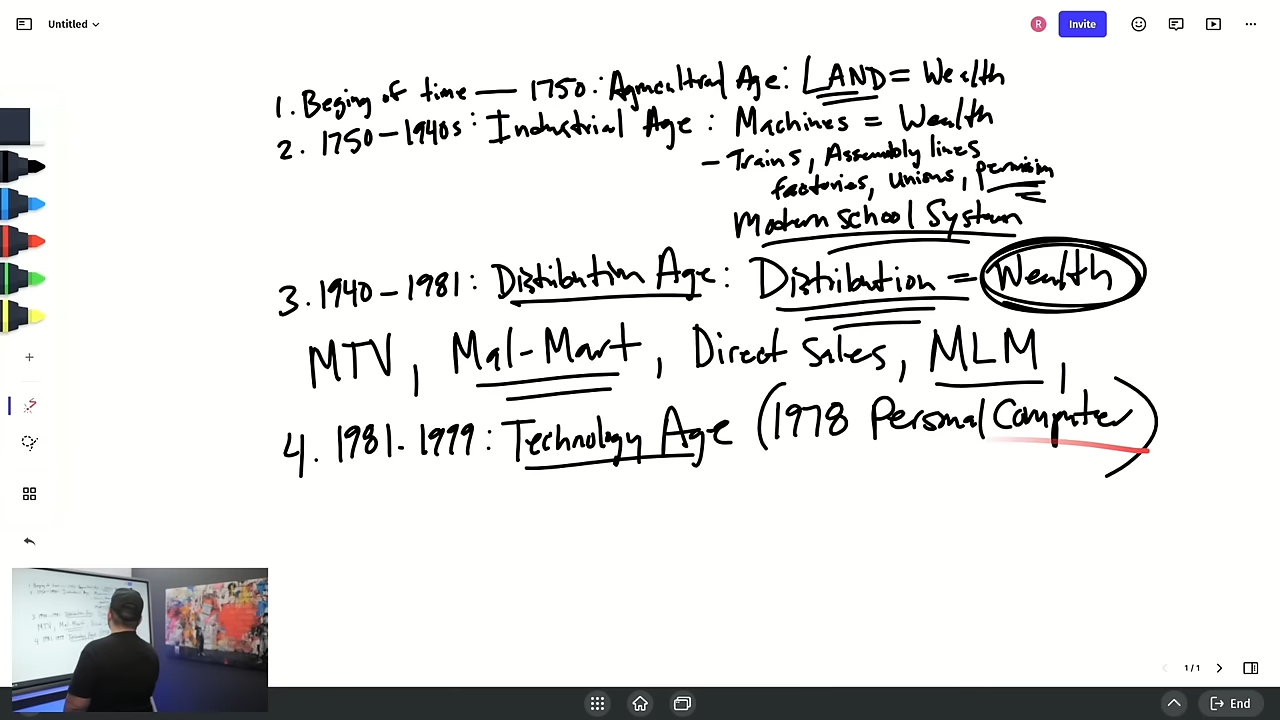 Untitled
R
Invite
1. Beging of time — 1750: Agricultral Age: LAND = Wealth
2. 1750 – 1940s: Industrial Age: Machines = Wealth
– Trains, Assembly lines
factories, Unions, permission
Modern School System
3. 1940 – 1981: Distribution Age: Distribution = Wealth
MTV, Wal-Mart, Direct Sales, MLM,
4. 1981 - 1999: Technology Age (1978 Personal Computer)
1/1
End